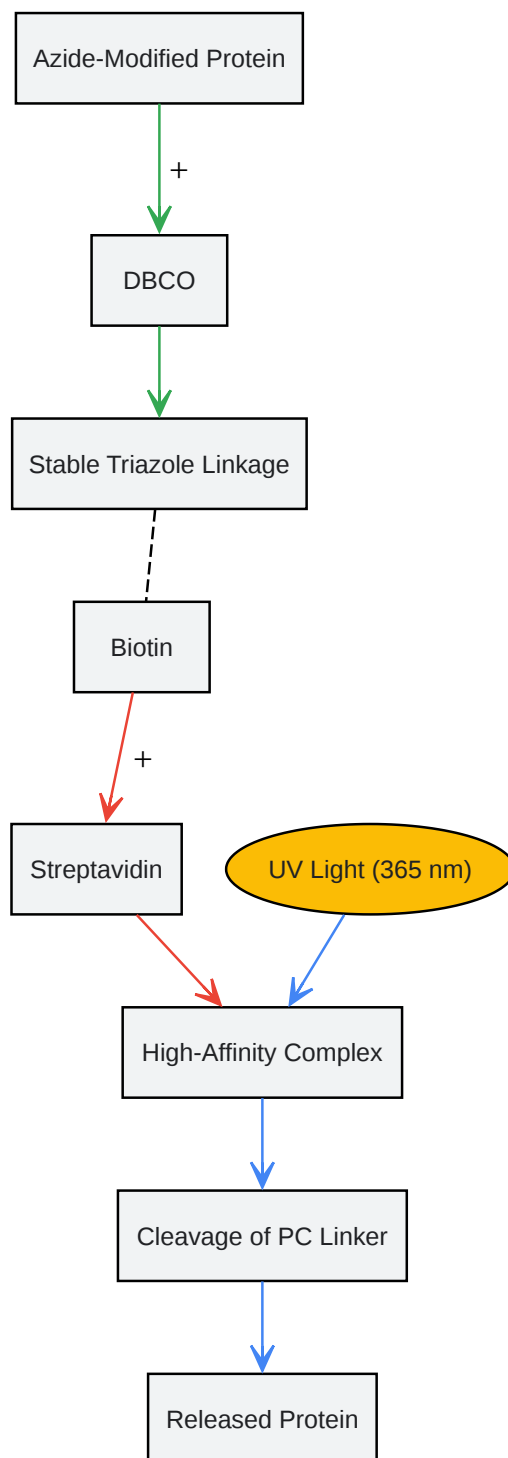 Azide-Modified Protein
+
DBCO
Stable Triazole Linkage
Biotin
+
Streptavidin
UV Light (365 nm)
High-Affinity Complex
Cleavage of PC Linker
Released Protein